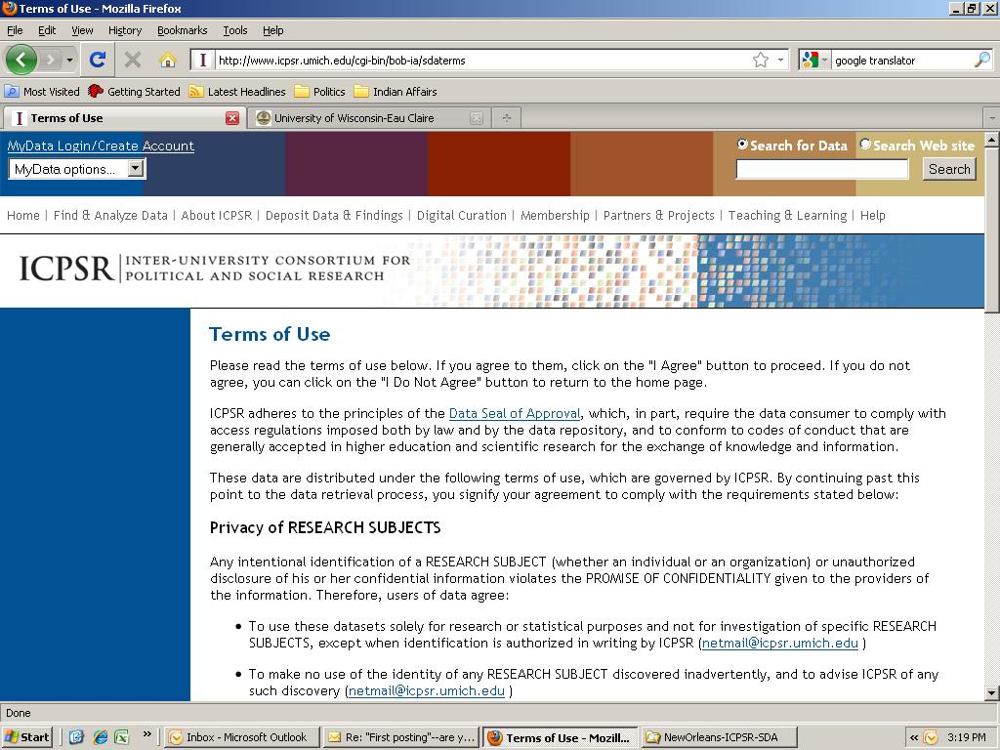 Terms of Use - Mozilla Firefox
File Edit View History Bookmarks Tools Help
http://www.icpsr.umich.edu/cgi-bin/bob-ia/sdaterms
google translator
Most Visited Getting Started Latest Headlines Politics Indian Affairs
Terms of Use University of Wisconsin-Eau Claire
MyData Login/Create Account
Search for Data Search Web site
MyData options... Search
Home | Find & Analyze Data | About ICPSR | Deposit Data & Findings | Digital Curation | Membership | Partners & Projects | Teaching & Learning | Help
ICPSR INTER-UNIVERSITY CONSORTIUM FOR
POLITICAL AND SOCIAL RESEARCH
Terms of Use
Please read the terms of use below. If you agree to them, click on the "I Agree" button to proceed. If you do not
agree, you can click on the "I Do Not Agree" button to return to the home page.
ICPSR adheres to the principles of the Data Seal of Approval, which, in part, require the data consumer to comply with
access regulations imposed both by law and by the data repository, and to conform to codes of conduct that are
generally accepted in higher education and scientific research for the exchange of knowledge and information.
These data are distributed under the following terms of use, which are governed by ICPSR. By continuing past this
point to the data retrieval process, you signify your agreement to comply with the requirements stated below:
Privacy of RESEARCH SUBJECTS
Any intentional identification of a RESEARCH SUBJECT (whether an individual or an organization) or unauthorized
disclosure of his or her confidential information violates the PROMISE OF CONFIDENTIALITY given to the providers of
the information. Therefore, users of data agree:
• To use these datasets solely for research or statistical purposes and not for investigation of specific RESEARCH
SUBJECTS, except when identification is authorized in writing by ICPSR (netmail@icpsr.umich.edu )
• To make no use of the identity of any RESEARCH SUBJECT discovered inadvertently, and to advise ICPSR of any
such discovery (netmail@icpsr.umich.edu )
Done
Start Inbox - Microsoft Outlook Re: "First posting"--are y... Terms of Use - Mozill... NewOrleans-ICPSR-SDA 3:19 PM